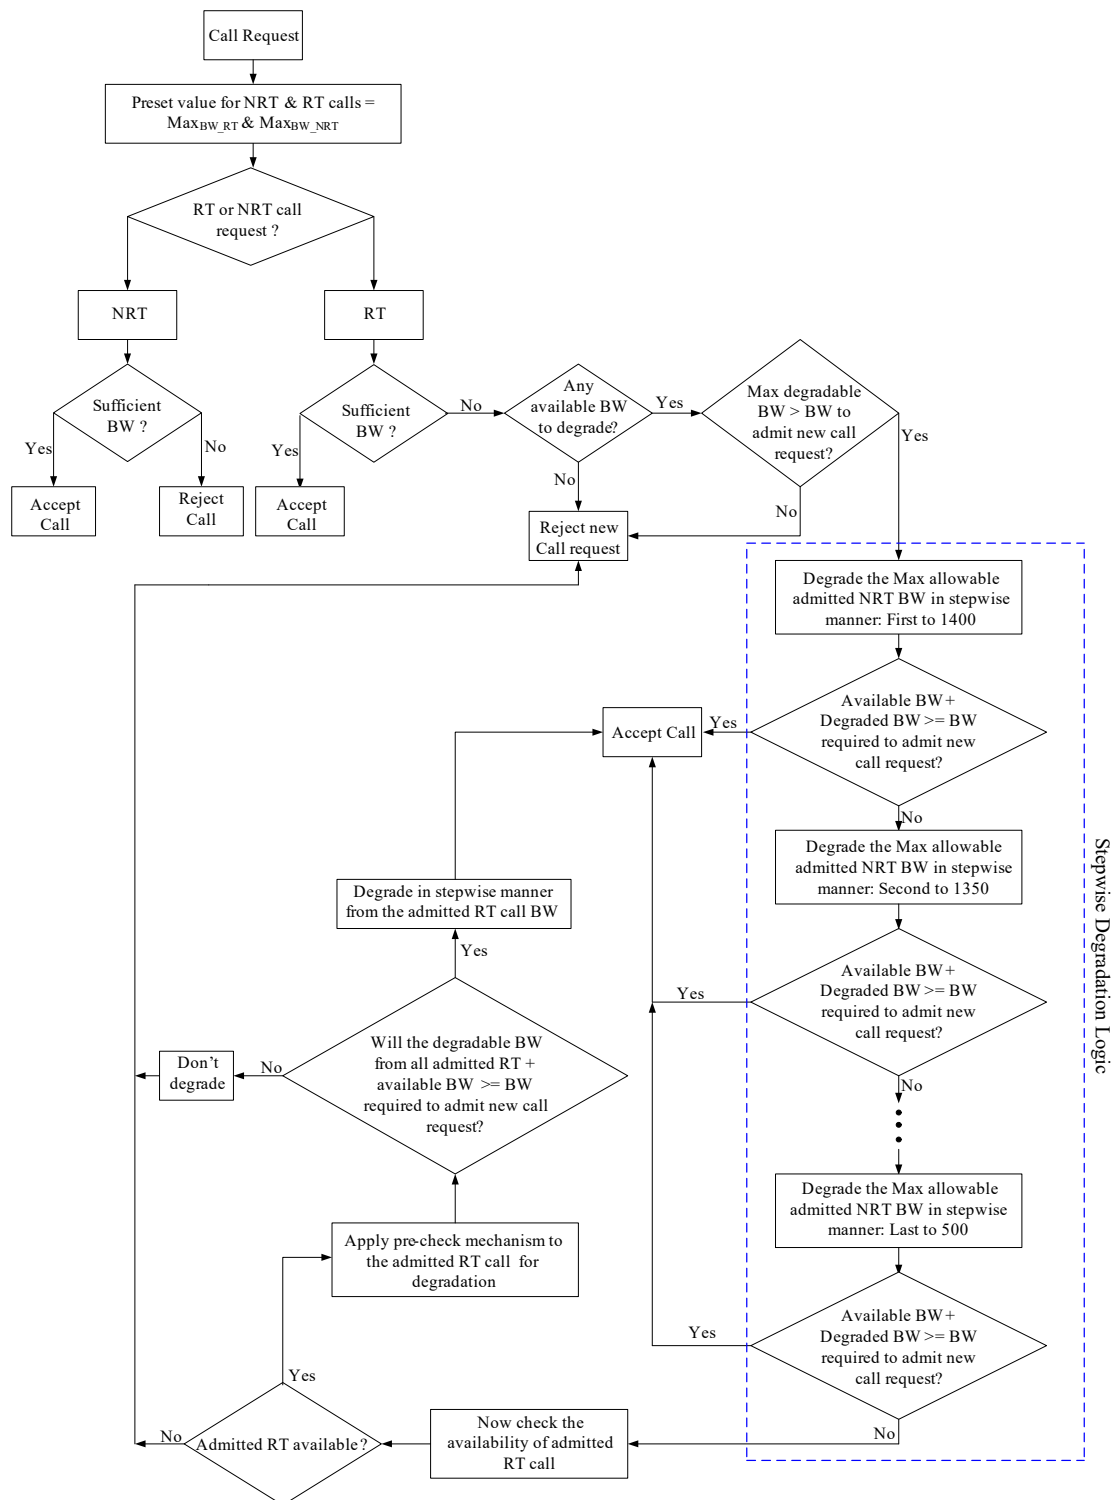 Call Request
Preset value for NRT & RT calls =
MaxBW_RT & MaxBW_NRT
RT or NRT call
request ?
NRT
RT
Sufficient
BW ?
Yes
No
Accept
Call
Reject
Call
Sufficient
BW ?
Yes
No
Accept
Call
Any
available BW
to degrade?
Yes
No
Max degradable
BW > BW to
admit new call
request?
Yes
No
Reject new
Call request
Degrade the Max allowable
admitted NRT BW in stepwise
manner: First to 1400
Available BW+
Degraded BW >= BW
required to admit new
call request?
Yes
No
Accept Call
Degrade the Max allowable
admitted NRT BW in stepwise
manner: Second to 1350
Available BW+
Degraded BW >= BW
required to admit new
call request?
Yes
No
Degrade the Max allowable
admitted NRT BW in stepwise
manner: Last to 500
Available BW+
Degraded BW >= BW
required to admit new
call request?
Yes
No
Stepwise Degradation Logic
Now check the
availability of admitted
RT call
Admitted RT available?
No
Yes
Apply pre-check mechanism to
the admitted RT call for
degradation
Will the degradable BW
from all admitted RT +
available BW >= BW
required to admit new call
request?
No
Don't
degrade
Yes
Degrade in stepwise manner
from the admitted RT call BW